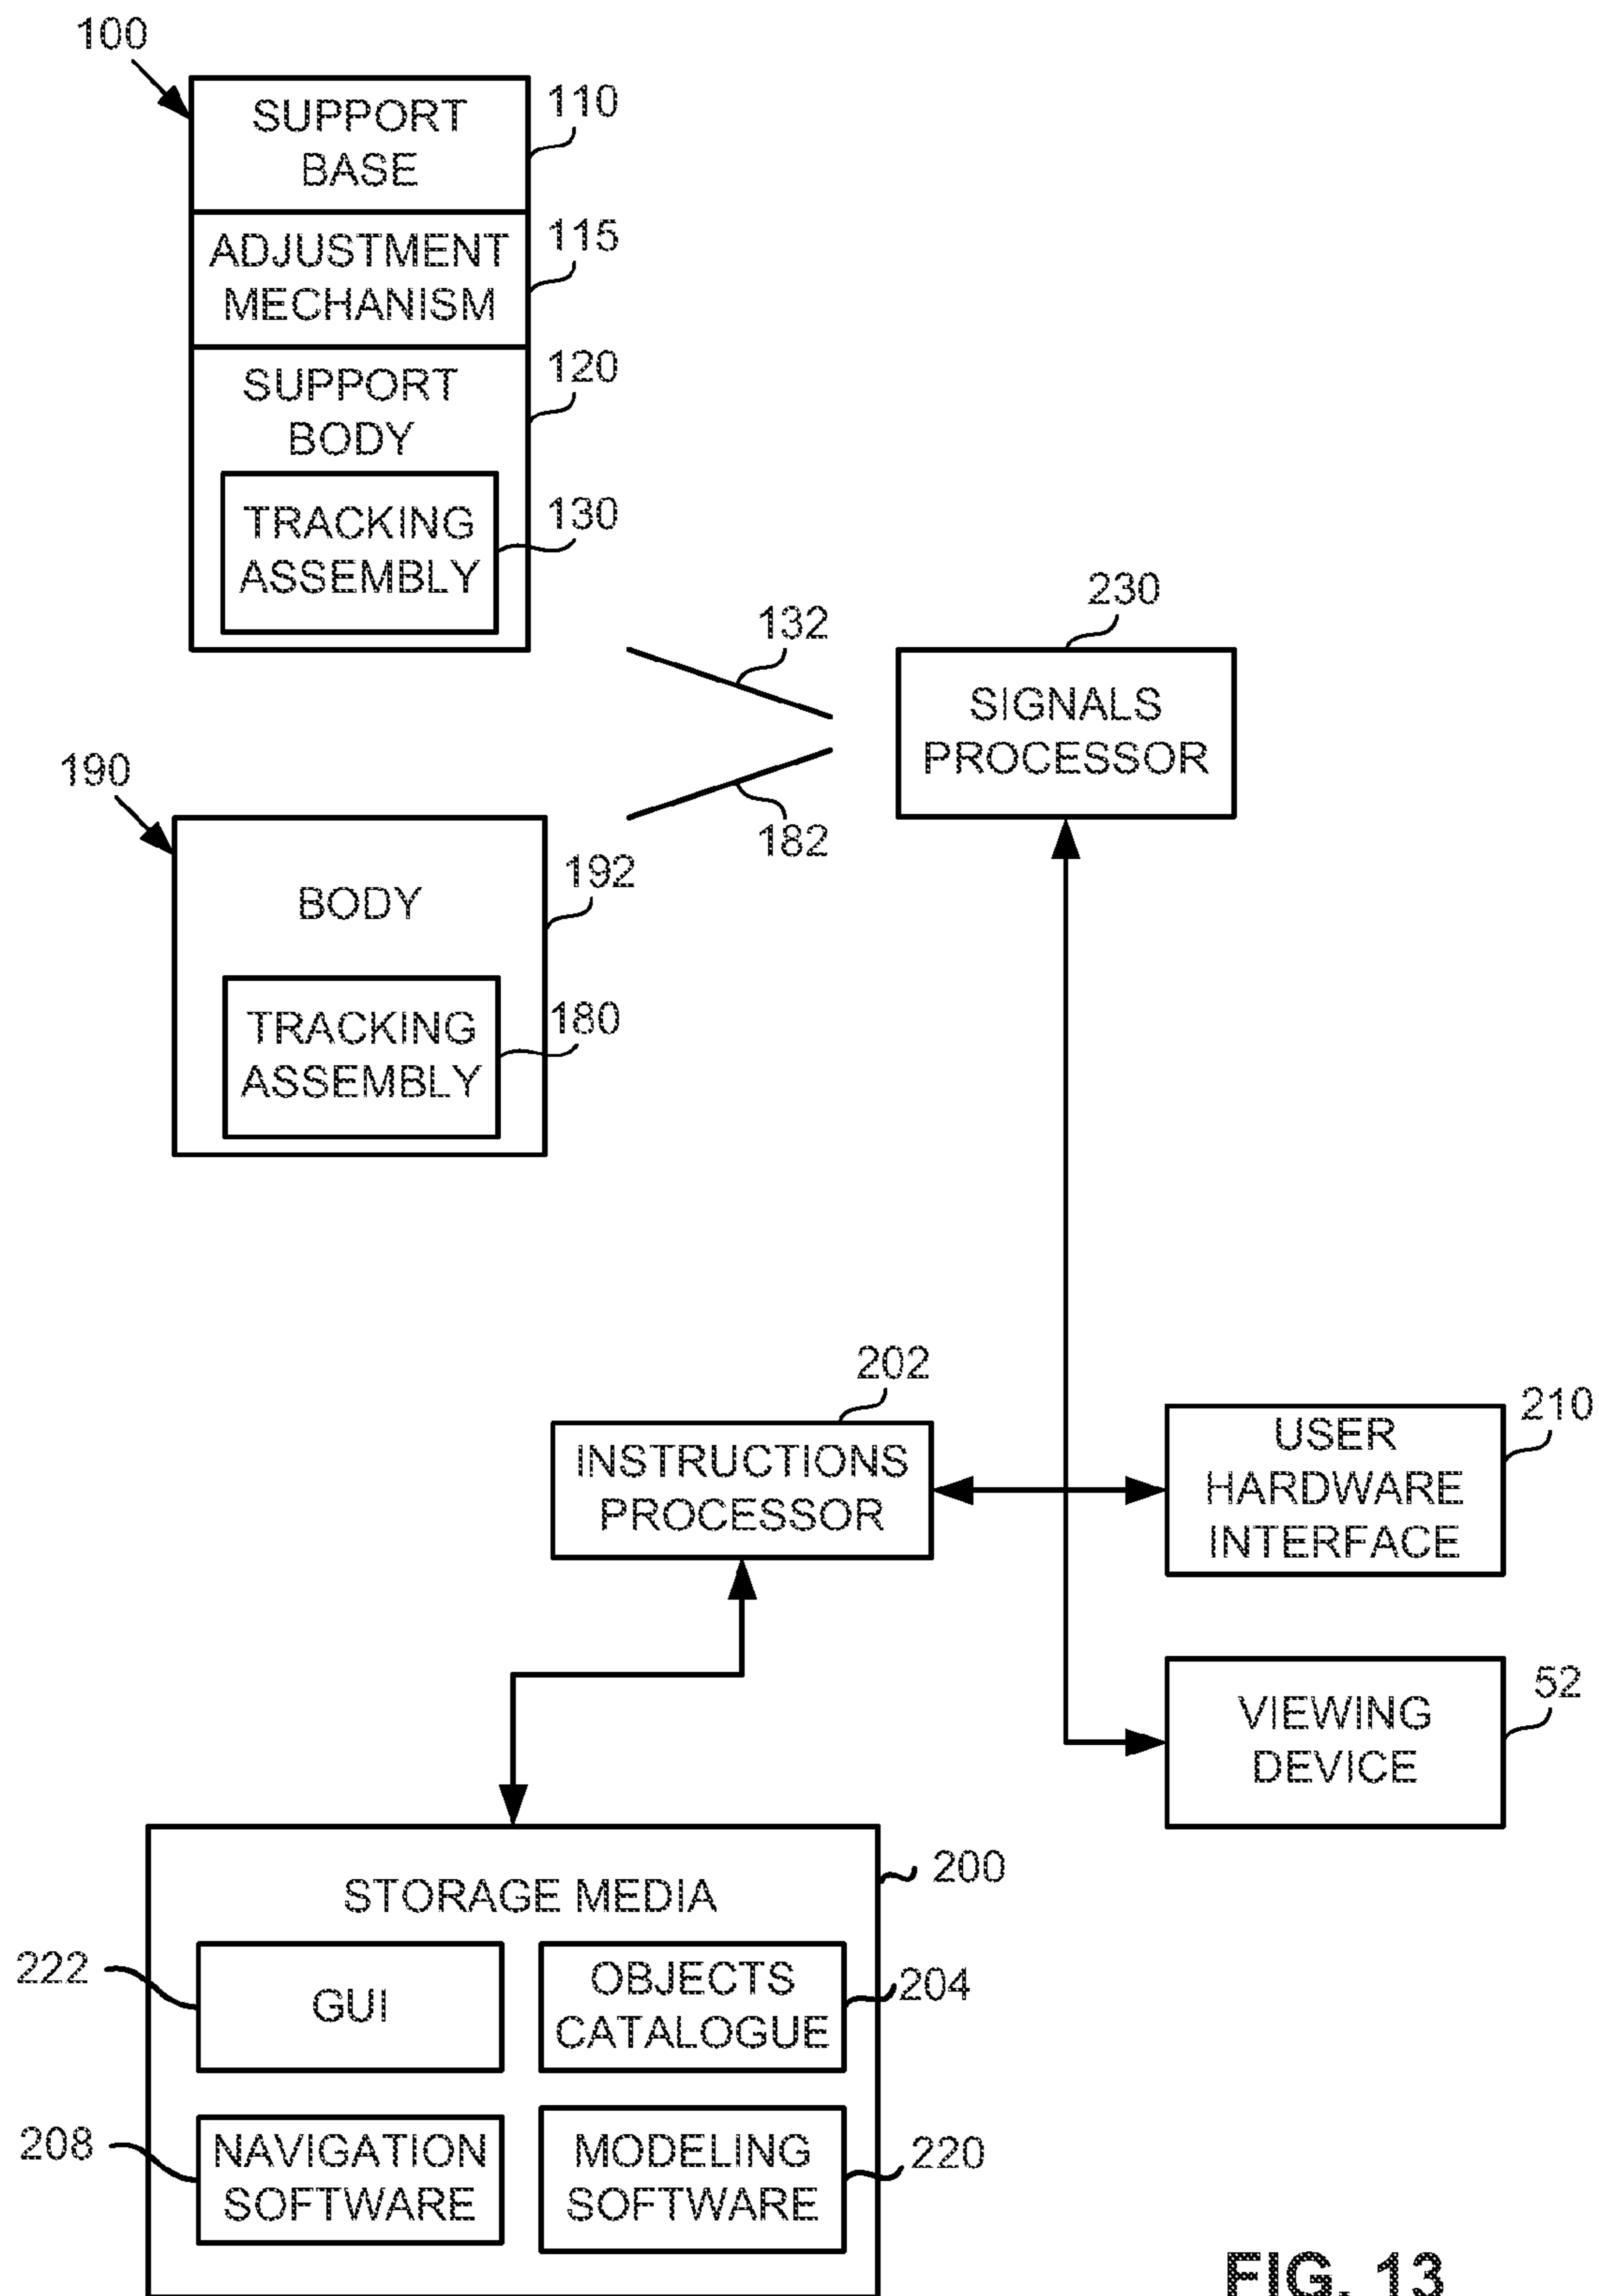 100
SUPPORT
BASE
110
ADJUSTMENT
MECHANISM
115
SUPPORT
BODY
120
TRACKING
ASSEMBLY
130
132
230
SIGNALS
PROCESSOR
182
190
BODY
192
TRACKING
ASSEMBLY
180
202
INSTRUCTIONS
PROCESSOR
210
USER
HARDWARE
INTERFACE
52
VIEWING
DEVICE
200
STORAGE MEDIA
222
GUI
OBJECTS
CATALOGUE
204
208
NAVIGATION
SOFTWARE
MODELING
SOFTWARE
220
FIG. 13